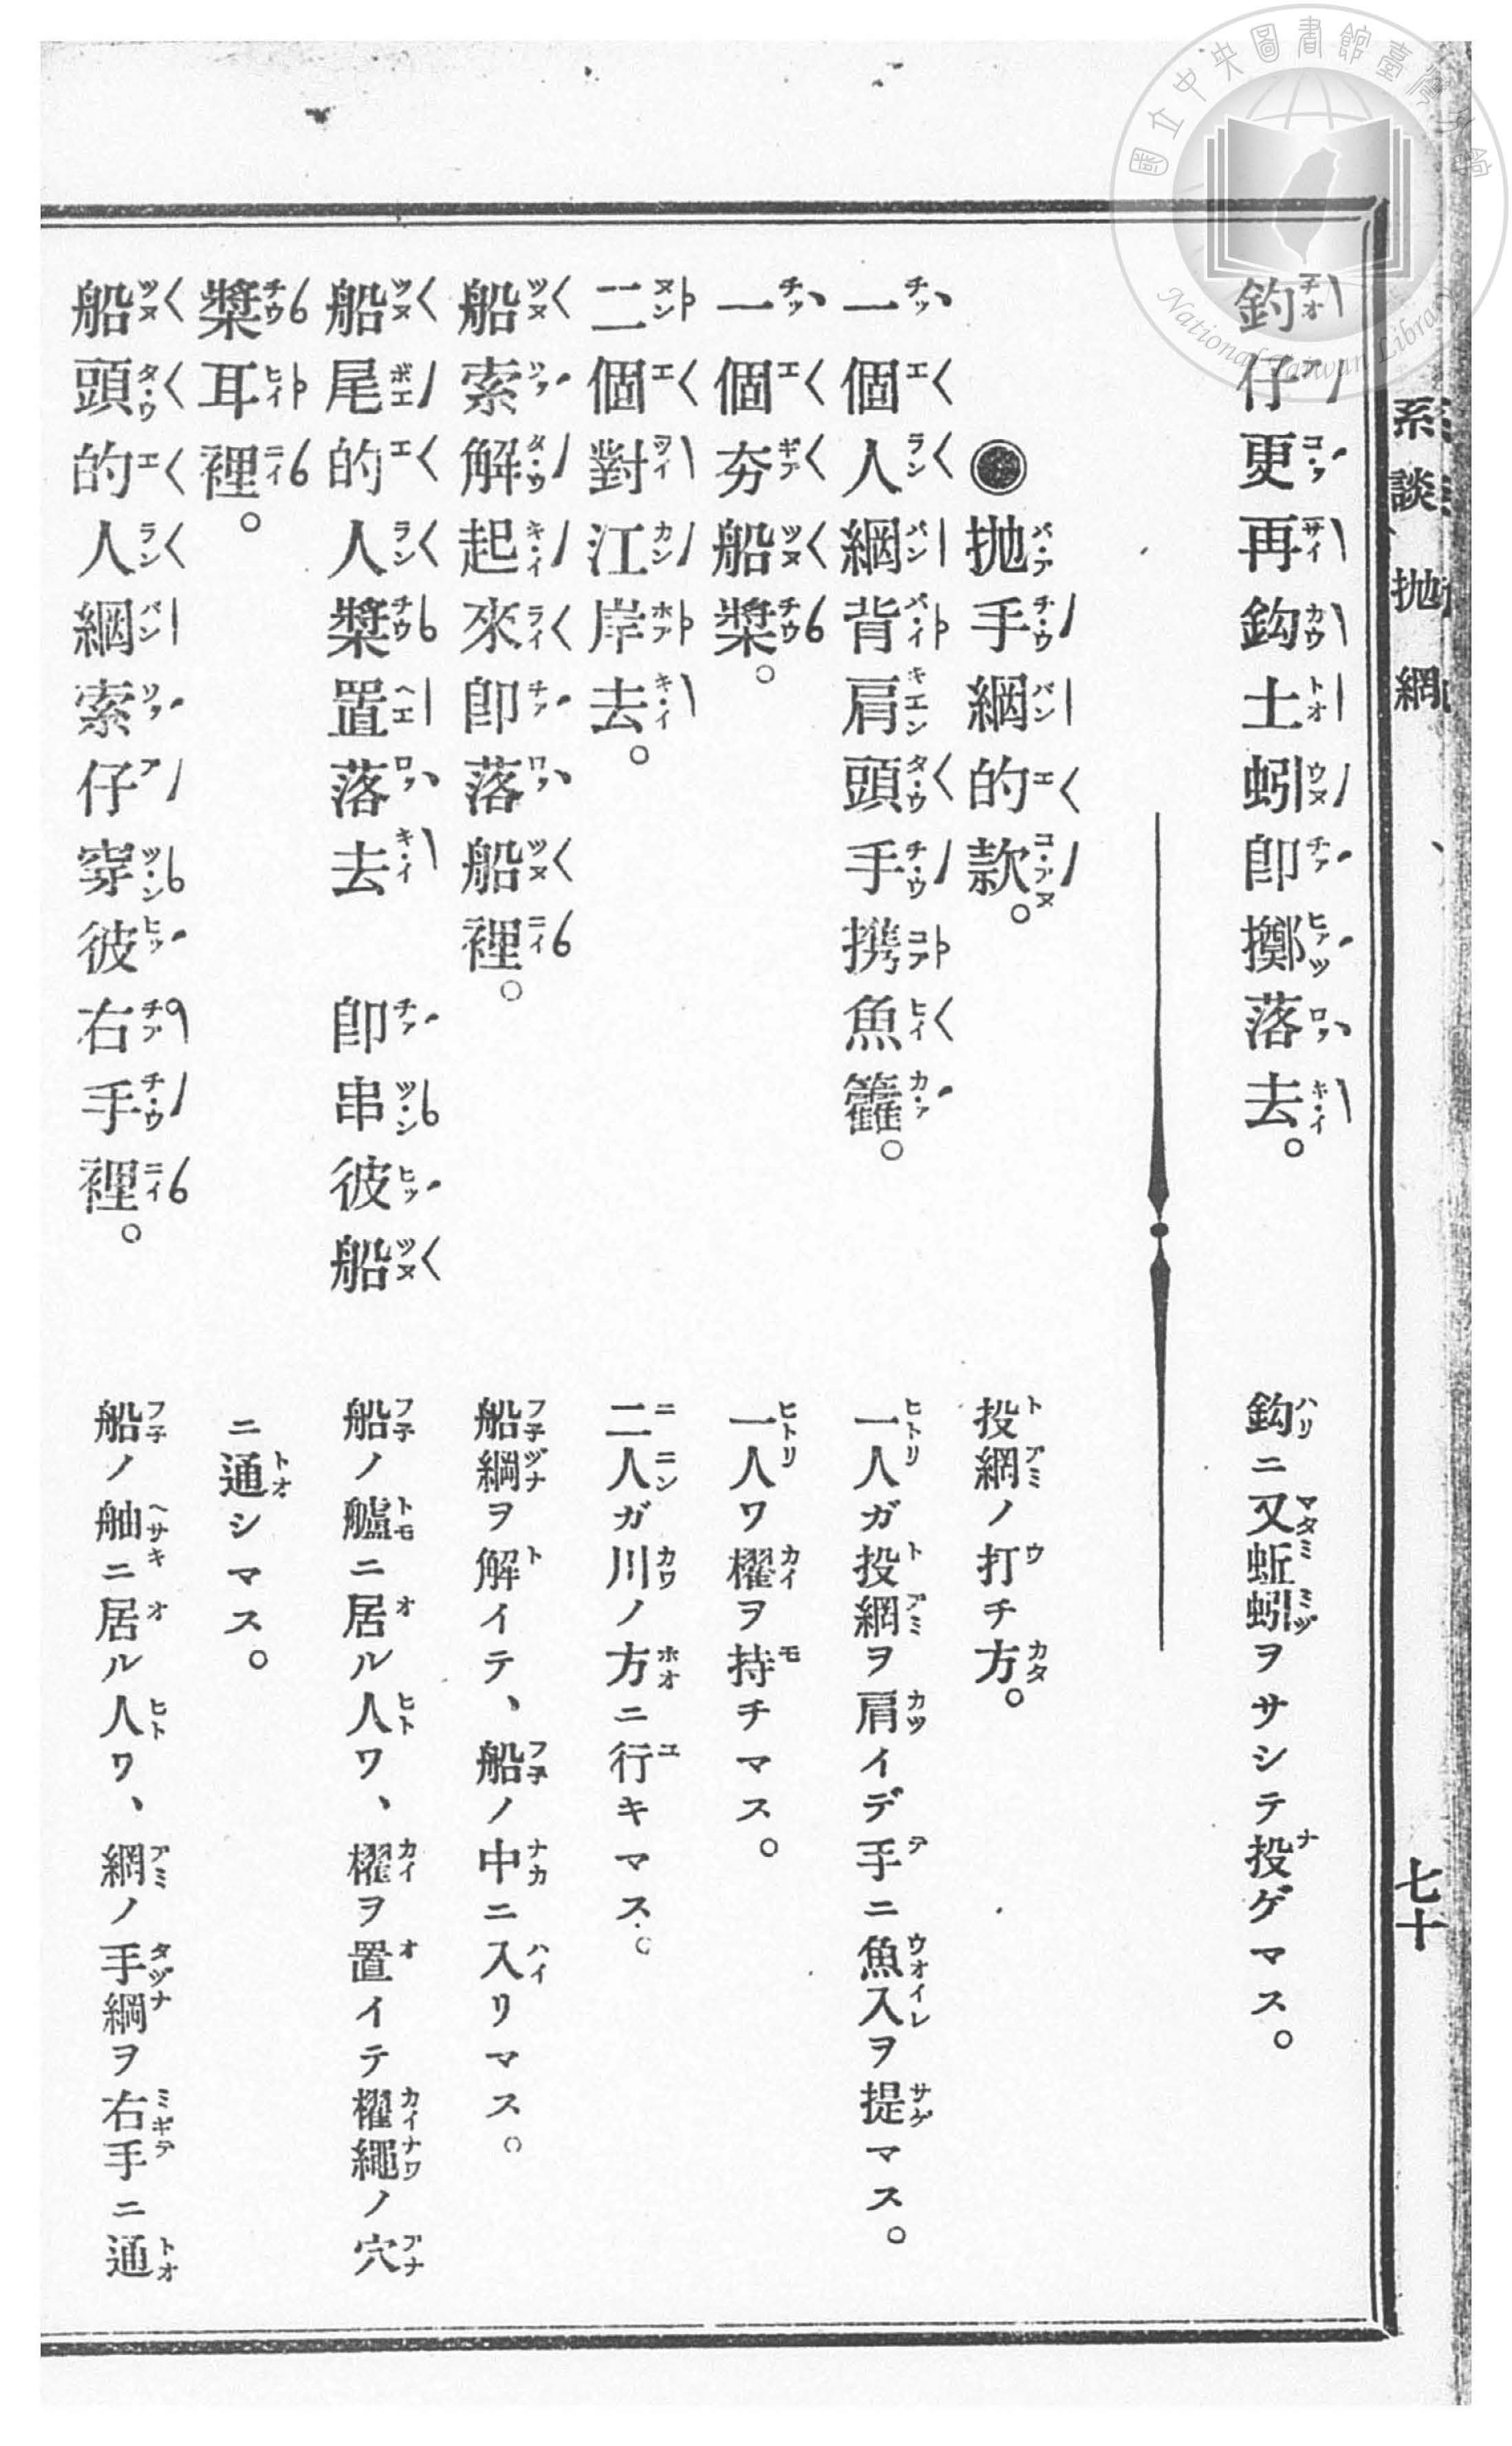 系談 抛網 七十
釣仔更再鈎土蚓卽擲落去。
鈎ニ又蚯蚓ヲサシテ投ゲマス。
◉抛手網的款。
投網ノ打チ方。
一個人網背肩頭手携魚籠。
一人ガ投網ヲ肩イデ手ニ魚入ヲ提マス。
一個夯船槳。
一人ワ櫂ヲ持チマス。
二個對江岸去。
二人ガ川ノ方ニ行キマス。
船索解起來卽落船裡。
船綱ヲ解イテ、船ノ中ニ入リマス。
船尾的人槳置落去 卽串彼船
槳耳裡。
船ノ艫ニ居ル人ワ、櫂ヲ置イテ櫂繩ノ穴
ニ通シマス。
船頭的人網索仔穿彼右手裡。
船ノ舳ニ居ル人ワ、網ノ手綱ヲ右手ニ通
國立中央圖書館臺灣分館
National Taiwan Library